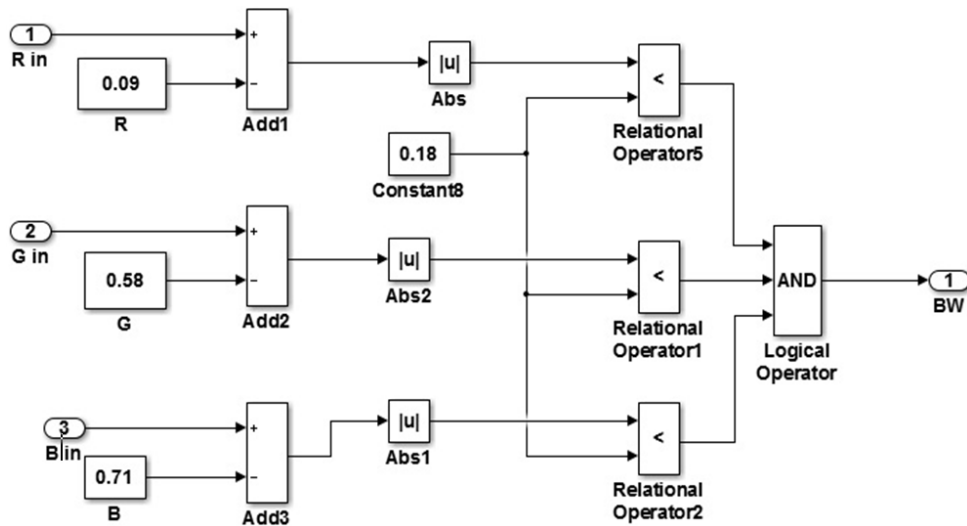 1
R in
0.09
R
+
−
Add1
|u|
Abs
<
Relational
Operator5
0.18
Constant8
2
G in
0.58
G
+
−
Add2
|u|
Abs2
<
Relational
Operator1
AND
Logical
Operator
1
BW
3
B in
0.71
B
+
−
Add3
|u|
Abs1
<
Relational
Operator2